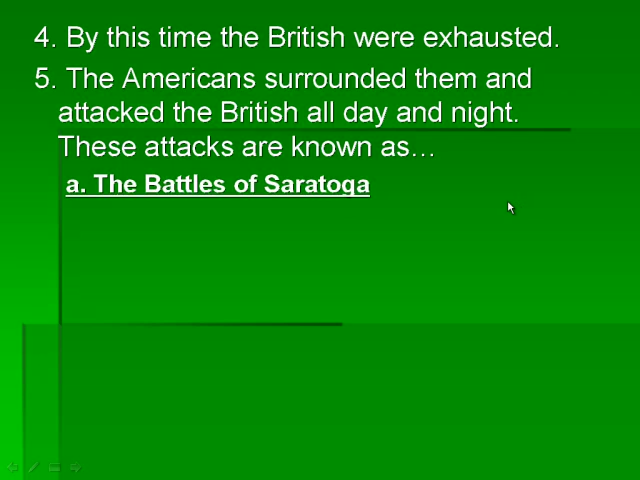 4. By this time the British were exhausted.
5. The Americans surrounded them and
attacked the British all day and night.
These attacks are known as…
a. The Battles of Saratoga